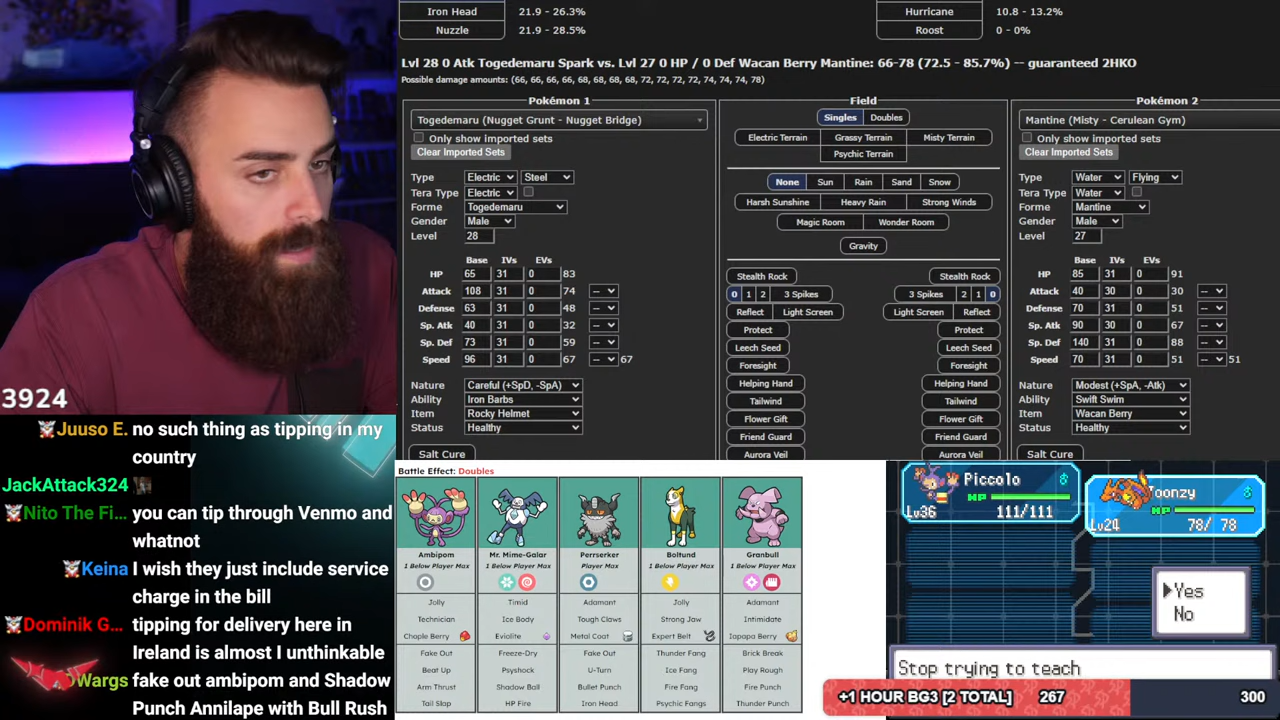 Iron Head 21.9 - 26.3% Hurricane 10.8 - 13.2%
Nuzzle 21.9 - 28.5% Roost 0 - 0%
Lvl 28 0 Atk Togedemaru Spark vs. Lvl 27 0 HP / 0 Def Wacan Berry Mantine: 66-78 (72.5 - 85.7%) -- guaranteed 2HKO
Possible damage amounts: (66, 66, 66, 66, 68, 68, 68, 68, 72, 72, 72, 72, 74, 74, 74, 78)
Pokémon 1
Togedemaru (Nugget Grunt - Nugget Bridge)
Only show imported sets
Clear Imported Sets
Type Electric Steel
Tera Type Electric
Forme Togedemaru
Gender Male
Level 28
Base IVs EVs
HP 65 31 0 83
Attack 108 31 0 74 --
Defense 63 31 0 48 --
Sp. Atk 40 31 0 32 --
Sp. Def 73 31 0 59 --
Speed 96 31 0 67 -- 67
Nature Careful (+SpD, -SpA)
Ability Iron Barbs
Item Rocky Helmet
Status Healthy
Salt Cure
Field
Singles Doubles
Electric Terrain Grassy Terrain Misty Terrain
Psychic Terrain
None Sun Rain Sand Snow
Harsh Sunshine Heavy Rain Strong Winds
Magic Room Wonder Room
Gravity
Stealth Rock Stealth Rock
0 1 2 3 Spikes 3 Spikes 2 1 0
Reflect Light Screen Light Screen Reflect
Protect Protect
Leech Seed Leech Seed
Foresight Foresight
Helping Hand Helping Hand
Tailwind Tailwind
Flower Gift Flower Gift
Friend Guard Friend Guard
Aurora Veil Aurora Veil
Pokémon 2
Mantine (Misty - Cerulean Gym)
Only show imported sets
Clear Imported Sets
Type Water Flying
Tera Type Water
Forme Mantine
Gender Male
Level 27
Base IVs EVs
HP 85 31 0 91
Attack 40 30 0 30 --
Defense 70 31 0 51 --
Sp. Atk 90 30 0 67 --
Sp. Def 140 31 0 88 --
Speed 70 31 0 51 -- 51
Nature Modest (+SpA, -Atk)
Ability Swift Swim
Item Wacan Berry
Status Healthy
Salt Cure
3924
Juuso E. no such thing as tipping in my
country
JackAttack324
Nito The Fi... you can tip through Venmo and
whatnot
Keina I wish they just include service
charge in the bill
Dominik G... tipping for delivery here in
Ireland is almost I unthinkable
Wargs fake out ambipom and Shadow
Punch Annilape with Bull Rush
Battle Effect: Doubles
Ambipom Mr. Mime-Galar Perrserker Boltund Granbull
1 Below Player Max 1 Below Player Max Player Max 1 Below Player Max 1 Below Player Max
Jolly Timid Adamant Jolly Adamant
Technician Ice Body Tough Claws Strong Jaw Intimidate
Chople Berry Eviolite Metal Coat Expert Belt Iapapa Berry
Fake Out Freeze-Dry Fake Out Thunder Fang Brick Break
Beat Up Psyshock U-Turn Ice Fang Play Rough
Arm Thrust Shadow Ball Bullet Punch Fire Fang Fire Punch
Tail Slap HP Fire Iron Head Psychic Fangs Thunder Punch
Piccolo
HP
Lv36 111/111
Toonzy
HP
Lv24 78/ 78
Yes
No
Stop trying to teach
+1 HOUR BG3 [2 TOTAL] 267 300